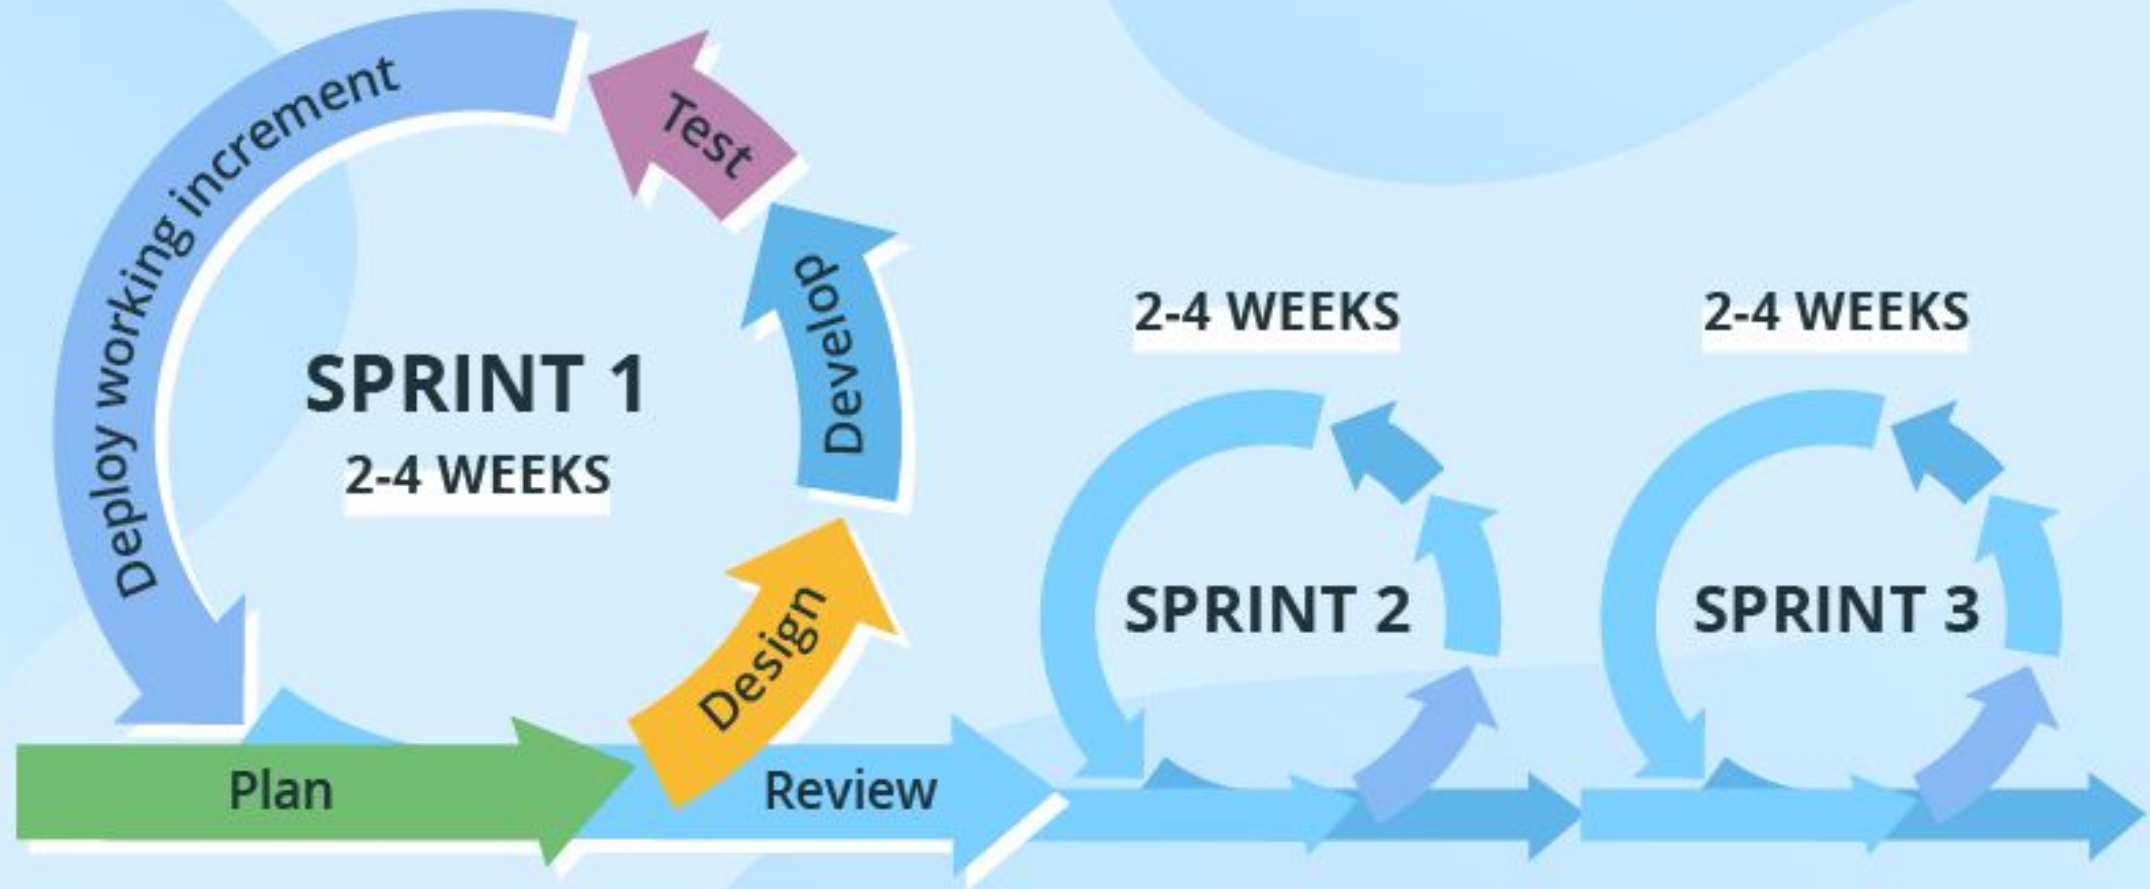 Deploy working increment
Test
Develop
SPRINT 1
2-4 WEEKS
Design
Plan
Review
2-4 WEEKS
SPRINT 2
2-4 WEEKS
SPRINT 3